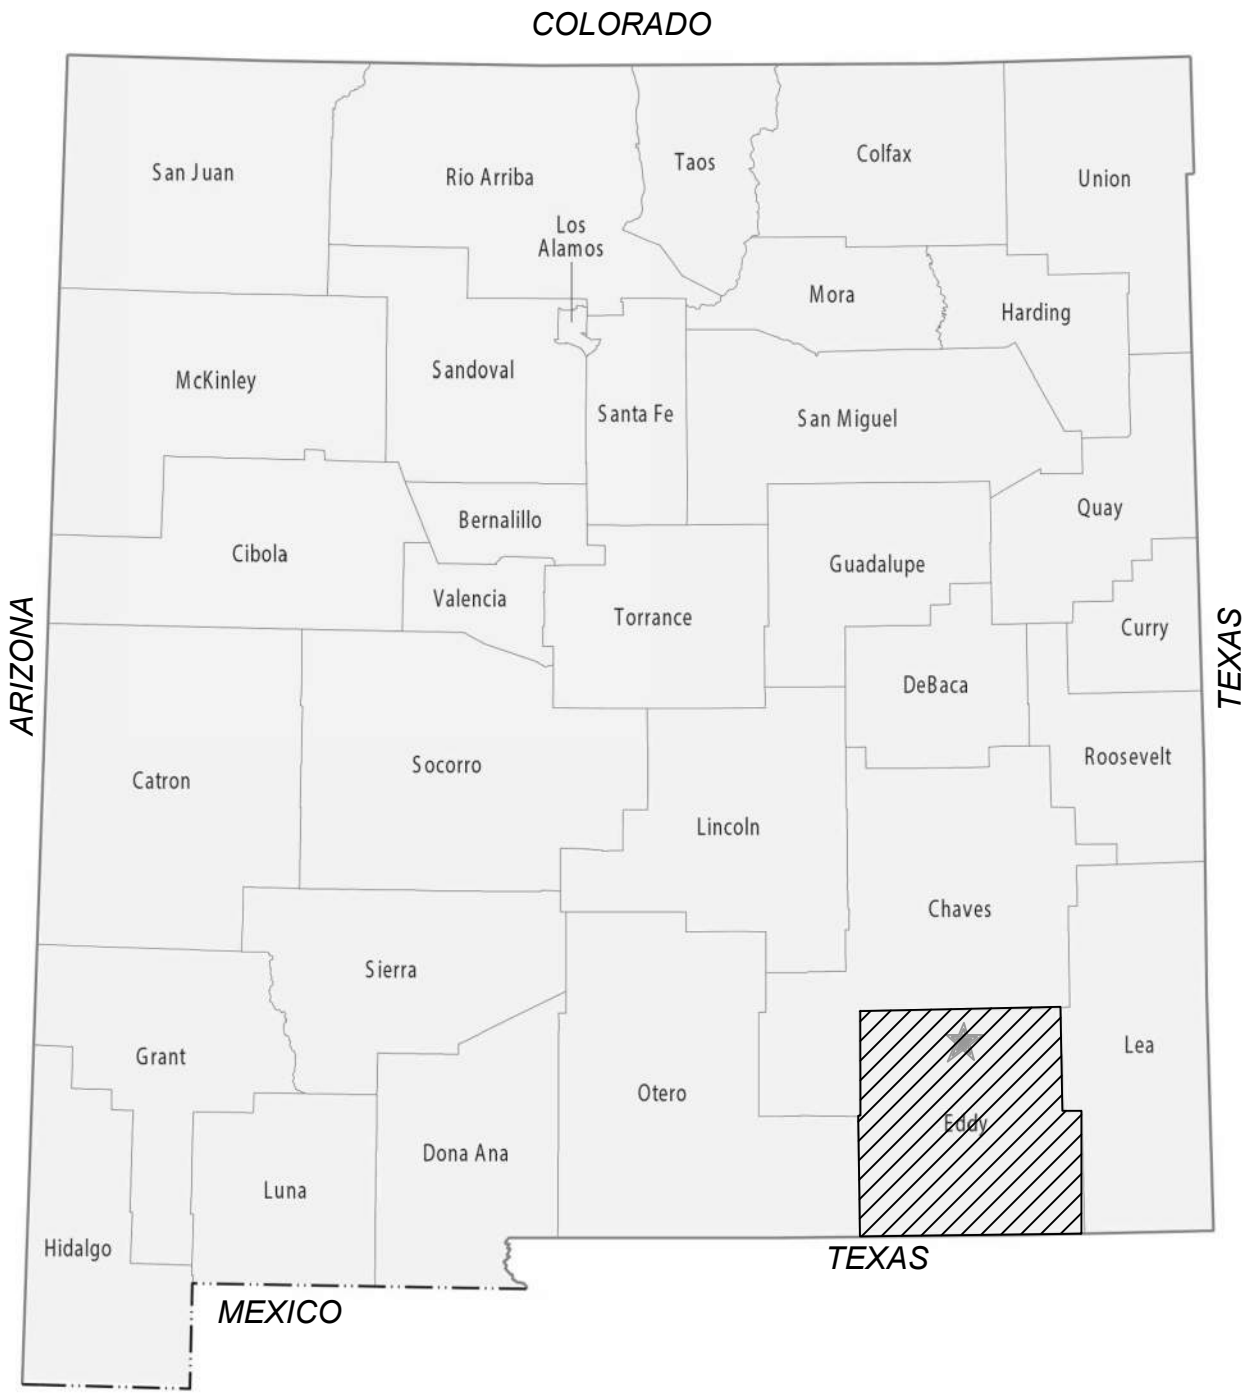 COLORADO
San Juan
Rio Arriba
Taos
Colfax
Union
Los
Alamos
Mora
Harding
McKinley
Sandoval
Santa Fe
San Miguel
Bernalillo
Quay
Cibola
Guadalupe
Valencia
Torrance
Curry
ARIZONA
TEXAS
DeBaca
Socorro
Roosevelt
Catron
Lincoln
Chaves
Sierra
Grant
Lea
Otero
Eddy
Dona Ana
Luna
Hidalgo
TEXAS
MEXICO